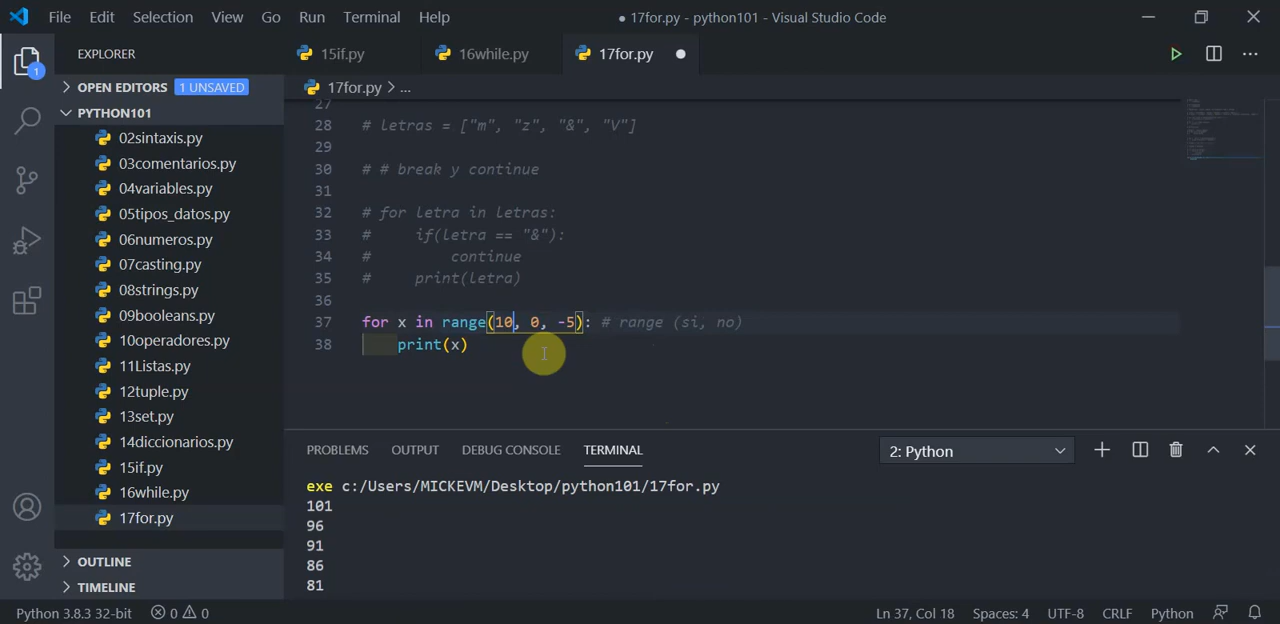 File Edit Selection View Go Run Terminal Help ● 17for.py - python101 - Visual Studio Code
EXPLORER
15if.py 16while.py 17for.py ●
OPEN EDITORS 1 UNSAVED
17for.py > ...
PYTHON101
02sintaxis.py
03comentarios.py
04variables.py
05tipos_datos.py
06numeros.py
07casting.py
08strings.py
09booleans.py
10operadores.py
11Listas.py
12tuple.py
13set.py
14diccionarios.py
15if.py
16while.py
17for.py
OUTLINE
TIMELINE
1
27
28 # letras = ["m", "z", "&", "V"]
29
30 # # break y continue
31
32 # for letra in letras:
33 #     if(letra == "&"):
34 #         continue
35 #     print(letra)
36
37 for x in range(10, 0, -5): # range (si, no)
38     print(x)
PROBLEMS OUTPUT DEBUG CONSOLE TERMINAL 2: Python
exe c:/Users/MICKEVM/Desktop/python101/17for.py
101
96
91
86
81
Python 3.8.3 32-bit 0 0 Ln 37, Col 18 Spaces: 4 UTF-8 CRLF Python